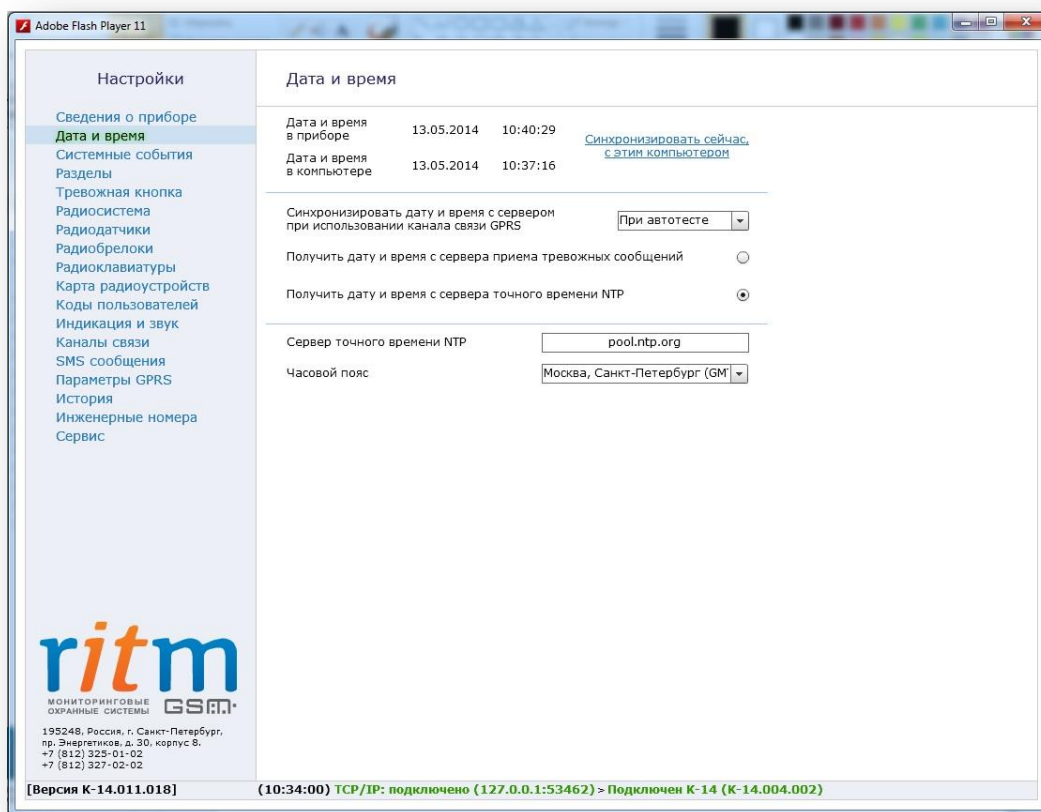 Adobe Flash Player 11
Настройки
Сведения о приборе
Дата и время
Системные события
Разделы
Тревожная кнопка
Радиосистема
Радиодатчики
Радиобрелоки
Радиоклавиатуры
Карта радиоустройств
Коды пользователей
Индикация и звук
Каналы связи
SMS сообщения
Параметры GPRS
История
Инженерные номера
Сервис
ritm
МОНИТОРИНГОВЫЕ
ОХРАННЫЕ СИСТЕМЫ
GSM
195248, Россия, г. Санкт-Петербург,
пр. Энергетиков, д. 30, корпус 8.
+7 (812) 325-01-02
+7 (812) 327-02-02
Дата и время
Дата и время
в приборе 13.05.2014 10:40:29
Дата и время
в компьютере 13.05.2014 10:37:16
Синхронизировать сейчас,
с этим компьютером
Синхронизировать дату и время с сервером
при использовании канала связи GPRS
При автотесте
Получить дату и время с сервера приема тревожных сообщений
Получить дату и время с сервера точного времени NTP
Сервер точного времени NTP pool.ntp.org
Часовой пояс Москва, Санкт-Петербург (GMT
[Версия K-14.011.018] (10:34:00) TCP/IP: подключено (127.0.0.1:53462) > Подключен K-14 (K-14.004.002)